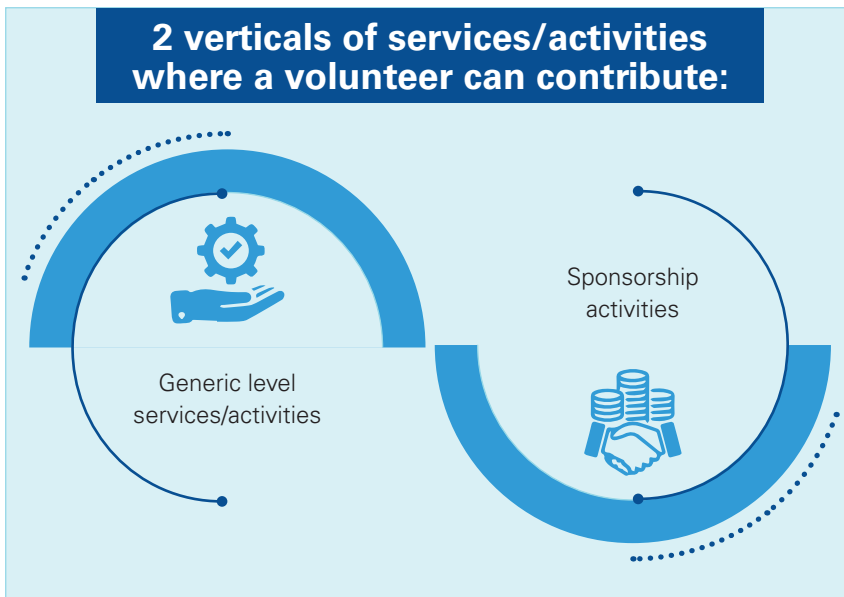 2 verticals of services/activities
where a volunteer can contribute:
Generic level
services/activities
Sponsorship
activities